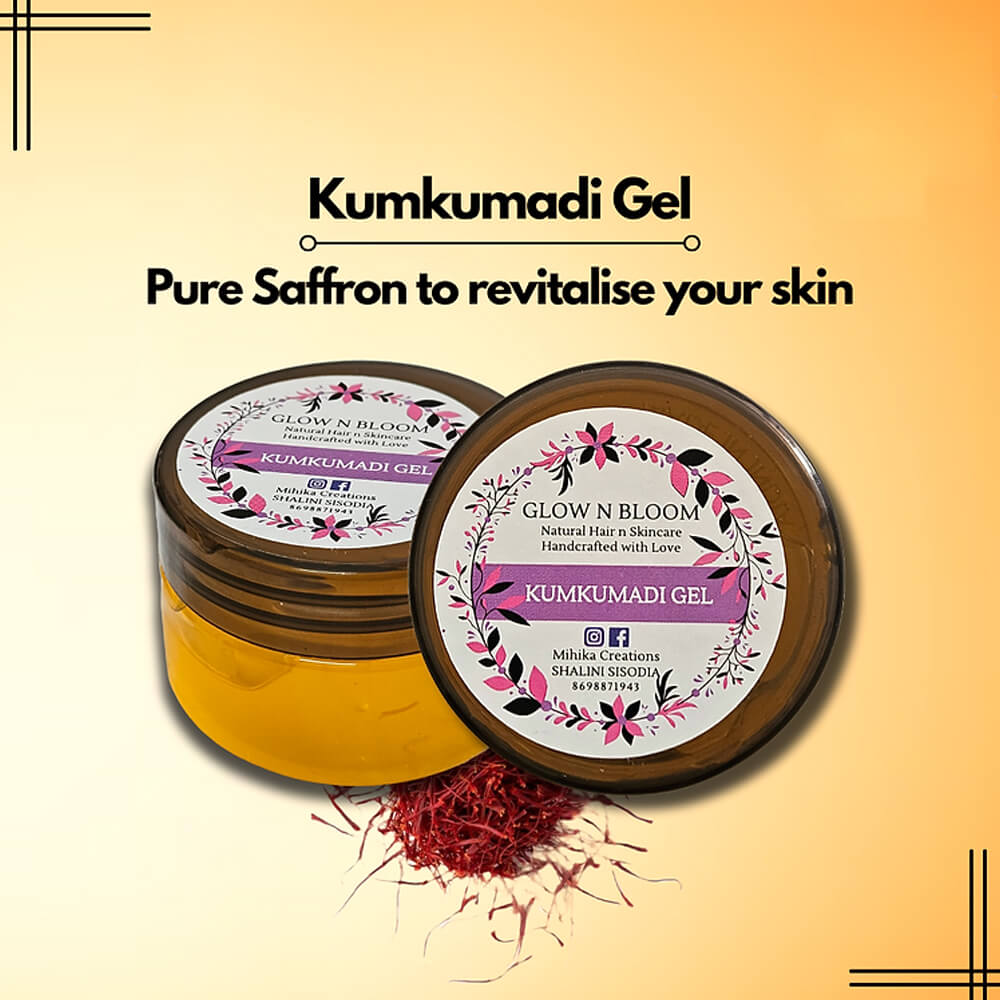 Kumkumadi Gel
Pure Saffron to revitalise your skin
GLOW N BLOOM
Natural Hair n Skincare
Handcrafted with Love
KUMKUMADI GEL
Mihika Creations
SHALINI SISODIA
8698871943
GLOW N BLOOM
Natural Hair n Skincare
Handcrafted with Love
KUMKUMADI GEL
Mihika Creations
SHALINI SISODIA
8698871943